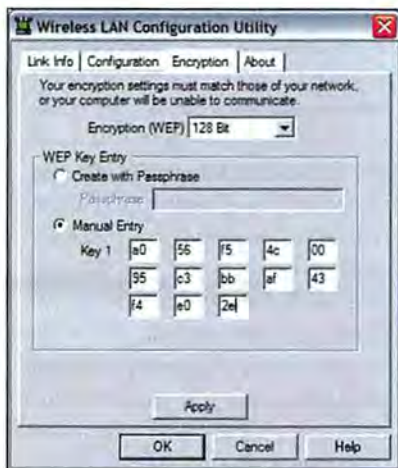 Wireless LAN Configuration Utility
Link Info Configuration Encryption About
Your encryption settings must match those of your network,
or your computer will be unable to communicate.
Encryption (WEP) 128 Bit
WEP Key Entry
Create with Passphrase
Passphrase
Manual Entry
Key 1 a0 56 f5 4c 00
95 c3 bb af 43
f4 e0 2e
Apply
OK Cancel Help